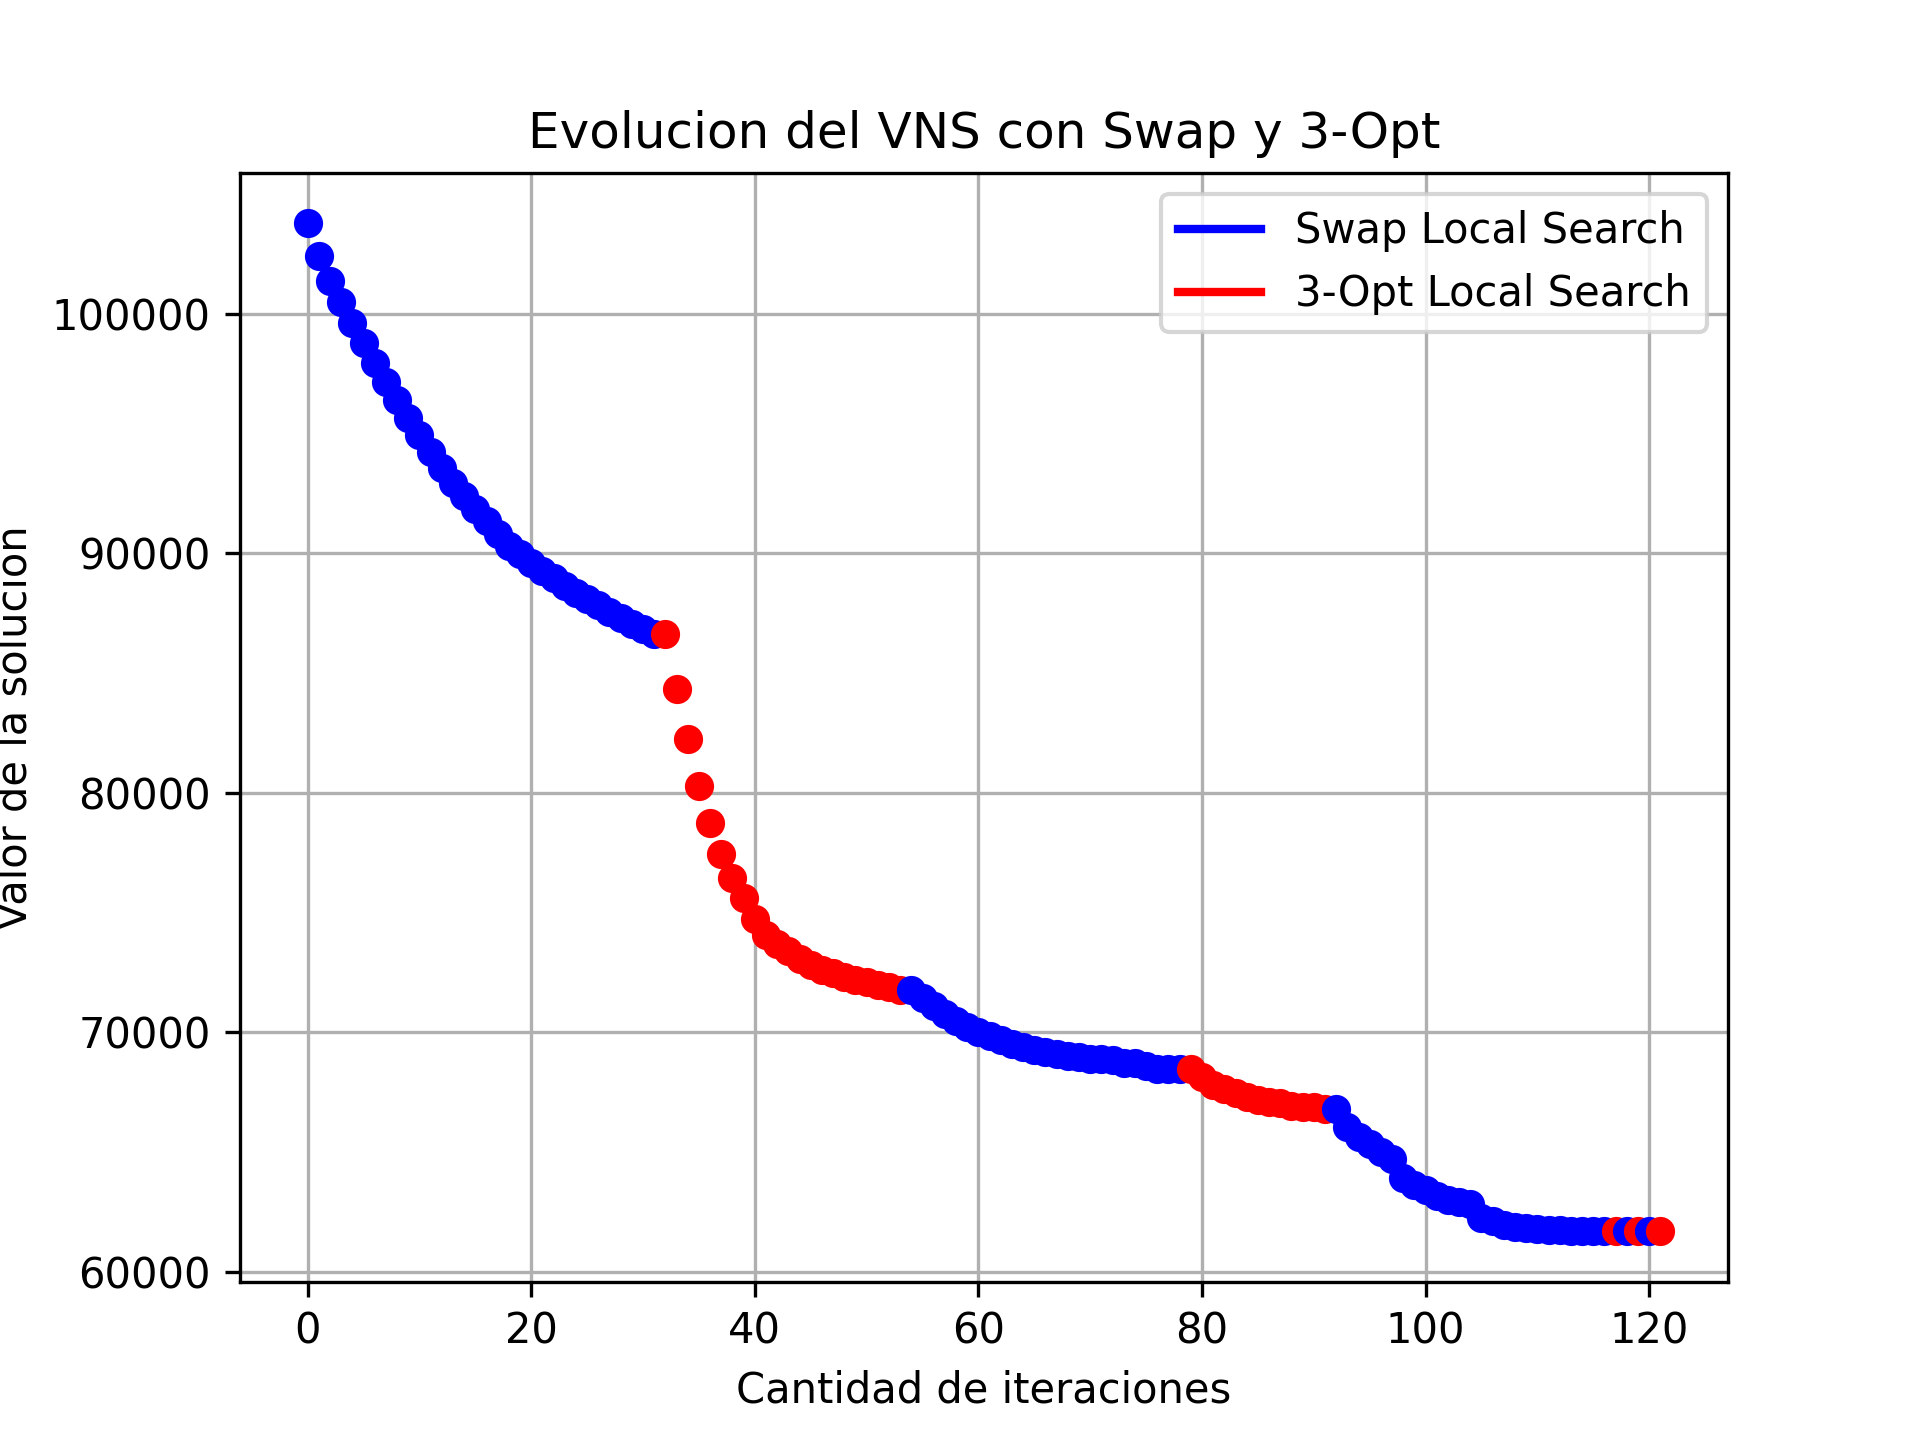 Evolucion del VNS con Swap y 3-Opt
Swap Local Search
3-Opt Local Search
100000
90000
80000
70000
60000
Valor de la solucion
0 20 40 60 80 100 120
Cantidad de iteraciones